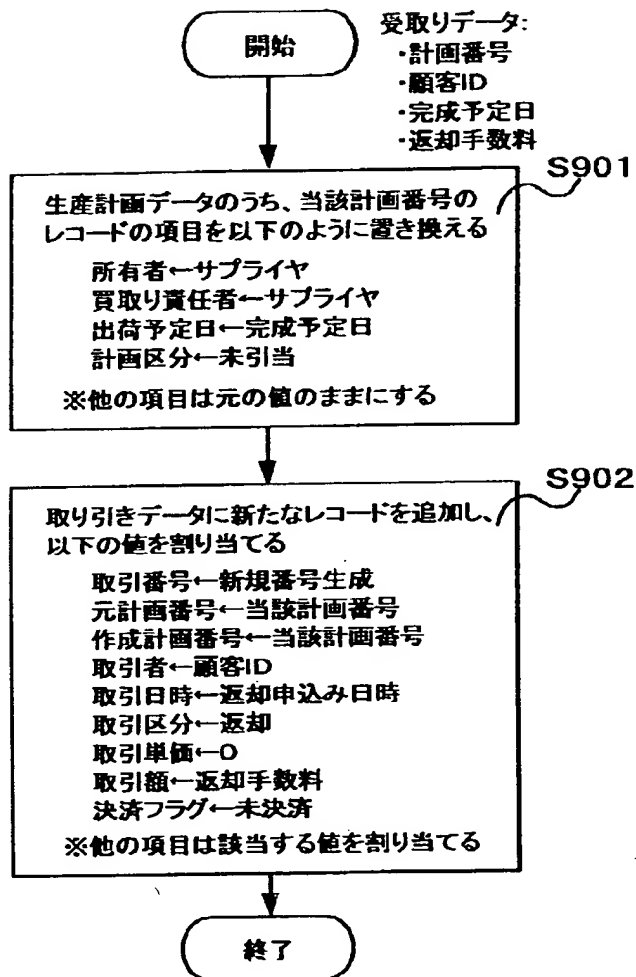 開始
受取りデータ:
・計画番号
・顧客ID
・完成予定日
・返却手数料
S901
生産計画データのうち、当該計画番号の
レコードの項目を以下のように置き換える
所有者←サプライヤ
買取り責任者←サプライヤ
出荷予定日←完成予定日
計画区分←未引当
※他の項目は元の値のままにする
S902
取り引きデータに新たなレコードを追加し、
以下の値を割り当てる
取引番号←新規番号生成
元計画番号←当該計画番号
作成計画番号←当該計画番号
取引者←顧客ID
取引日時←返却申込み日時
取引区分←返却
取引単価←0
取引額←返却手数料
決済フラグ←未決済
※他の項目は該当する値を割り当てる
終了